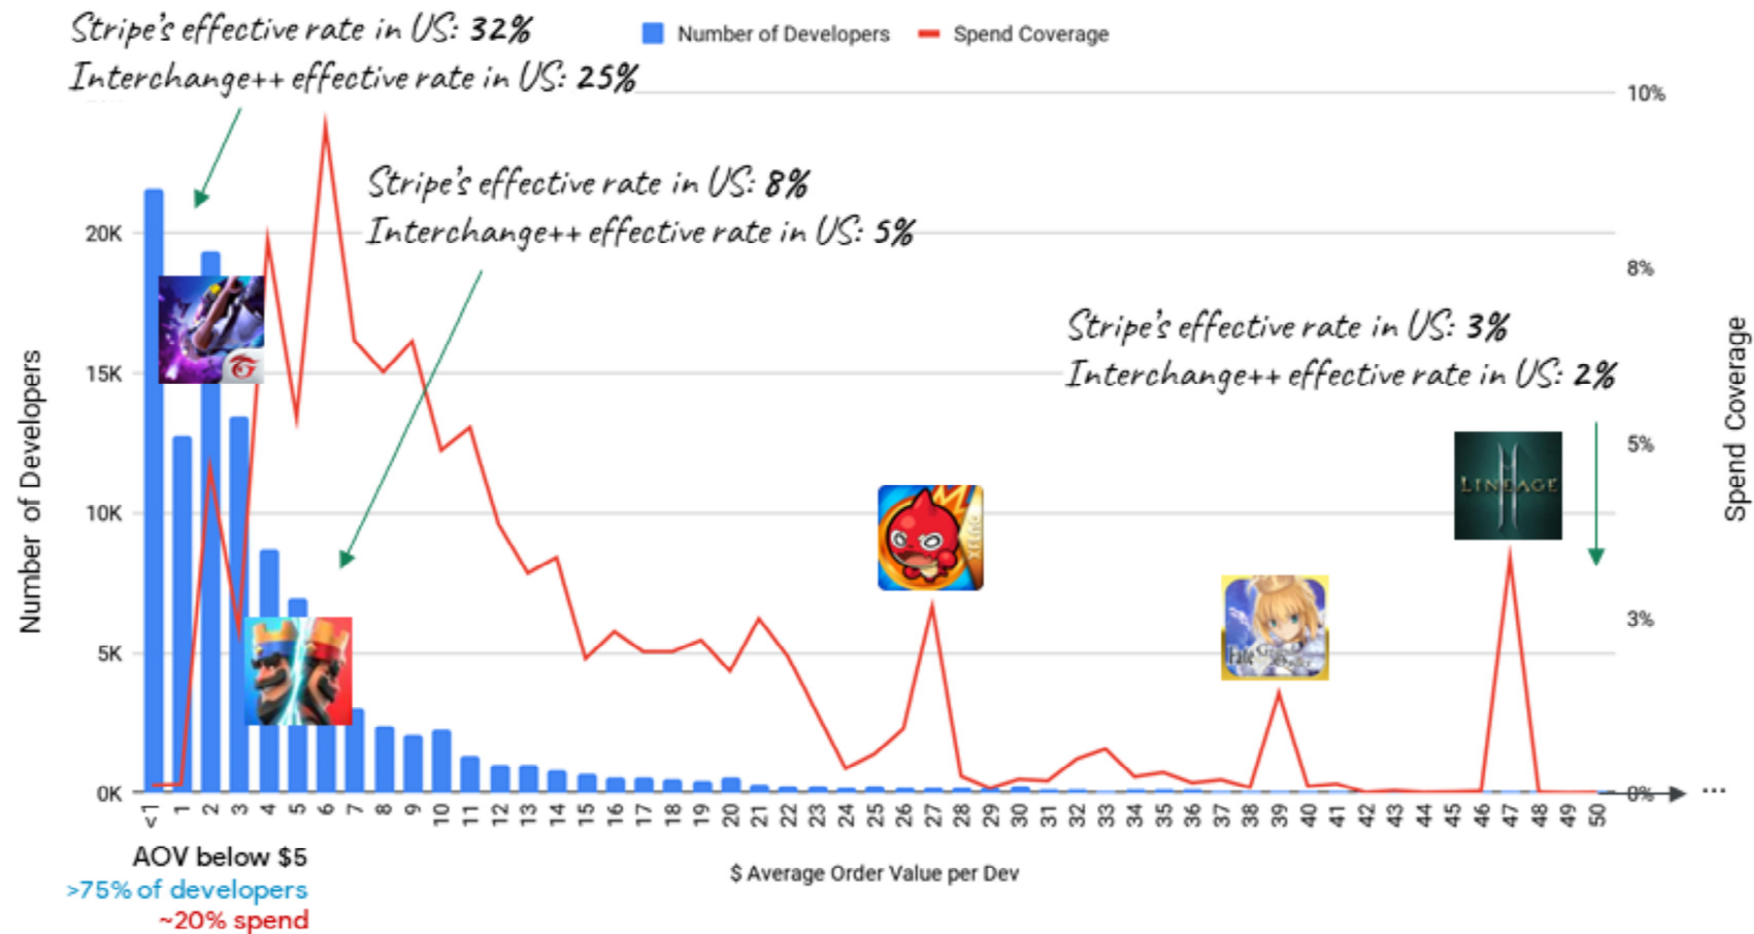 Stripe's effective rate in US: 32%
Interchange++ effective rate in US: 25%
Number of Developers
Spend Coverage
Stripe's effective rate in US: 8%
Interchange++ effective rate in US: 5%
Stripe's effective rate in US: 3%
Interchange++ effective rate in US: 2%
Number of Developers
20K
15K
10K
5K
0K
10%
8%
5%
3%
0%
...
Spend Coverage
LINEAGE
Fate
<1 1 2 3 4 5 6 7 8 9 10 11 12 13 14 15 16 17 18 19 20 21 22 23 24 25 26 27 28 29 30 31 32 33 34 35 36 37 38 39 40 41 42 43 44 45 46 47 48 49 50
$ Average Order Value per Dev
AOV below $5
>75% of developers
~20% spend